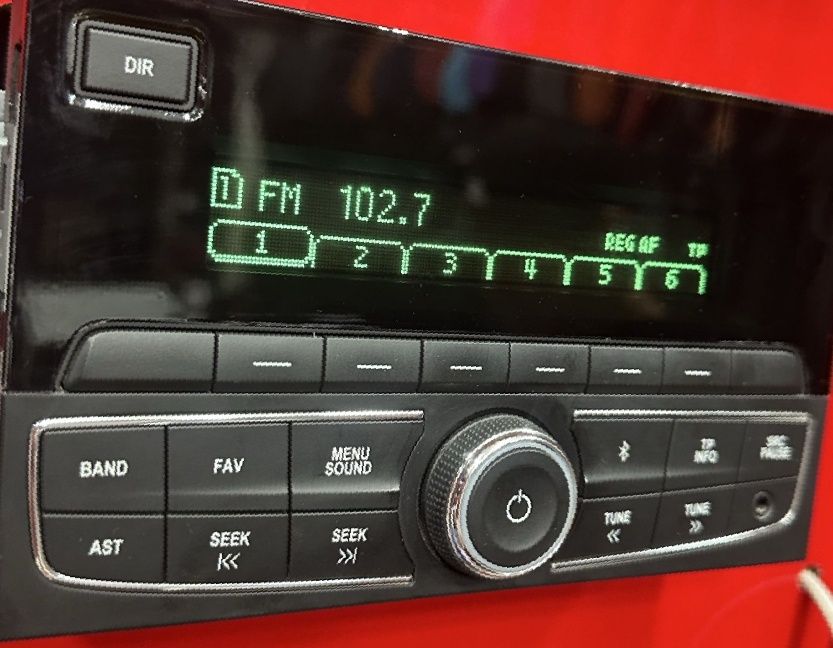 DIR
1 FM 102.7
REG AF TP
1 2 3 4 5 6
BAND FAV MENU SOUND
TP INFO
SRC PAUSE
AST SEEK SEEK
TUNE TUNE